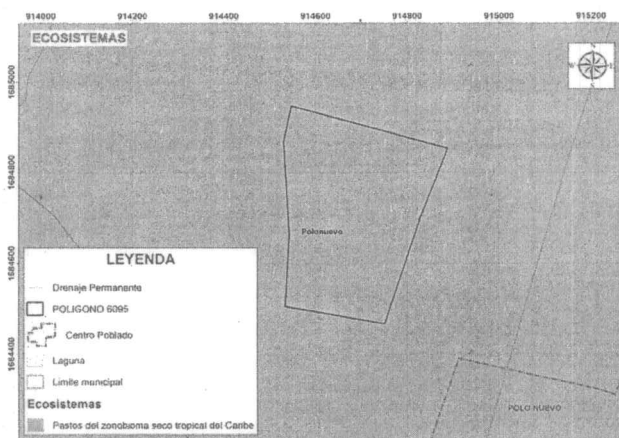 914000 914200 914600 914800 915000 915200
ECOSISTEMAS
N
W E
S
1685000
1684800
1684600
1684400
Polonuevo
LEYENDA
Drenaje Permanente
POLIGONO 6095
Centro Poblado
Laguna
Limite municipal
Ecosistemas
Pastos del zonobioma seco tropical del Caribe
POLO NUEVO